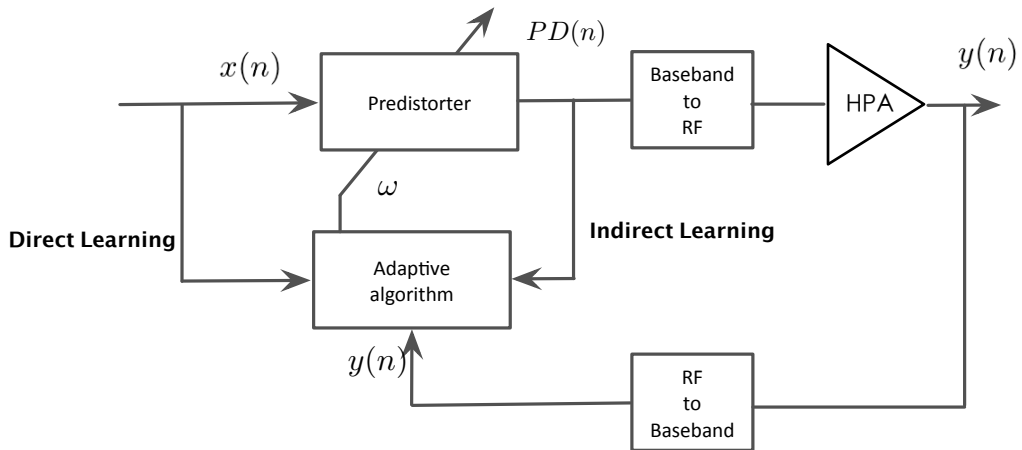 PD(n)
x(n)
y(n)
Baseband
to
RF
Predistorter
HPA
ω
Direct Learning
Indirect Learning
Adaptive
algorithm
y(n)
RF
to
Baseband